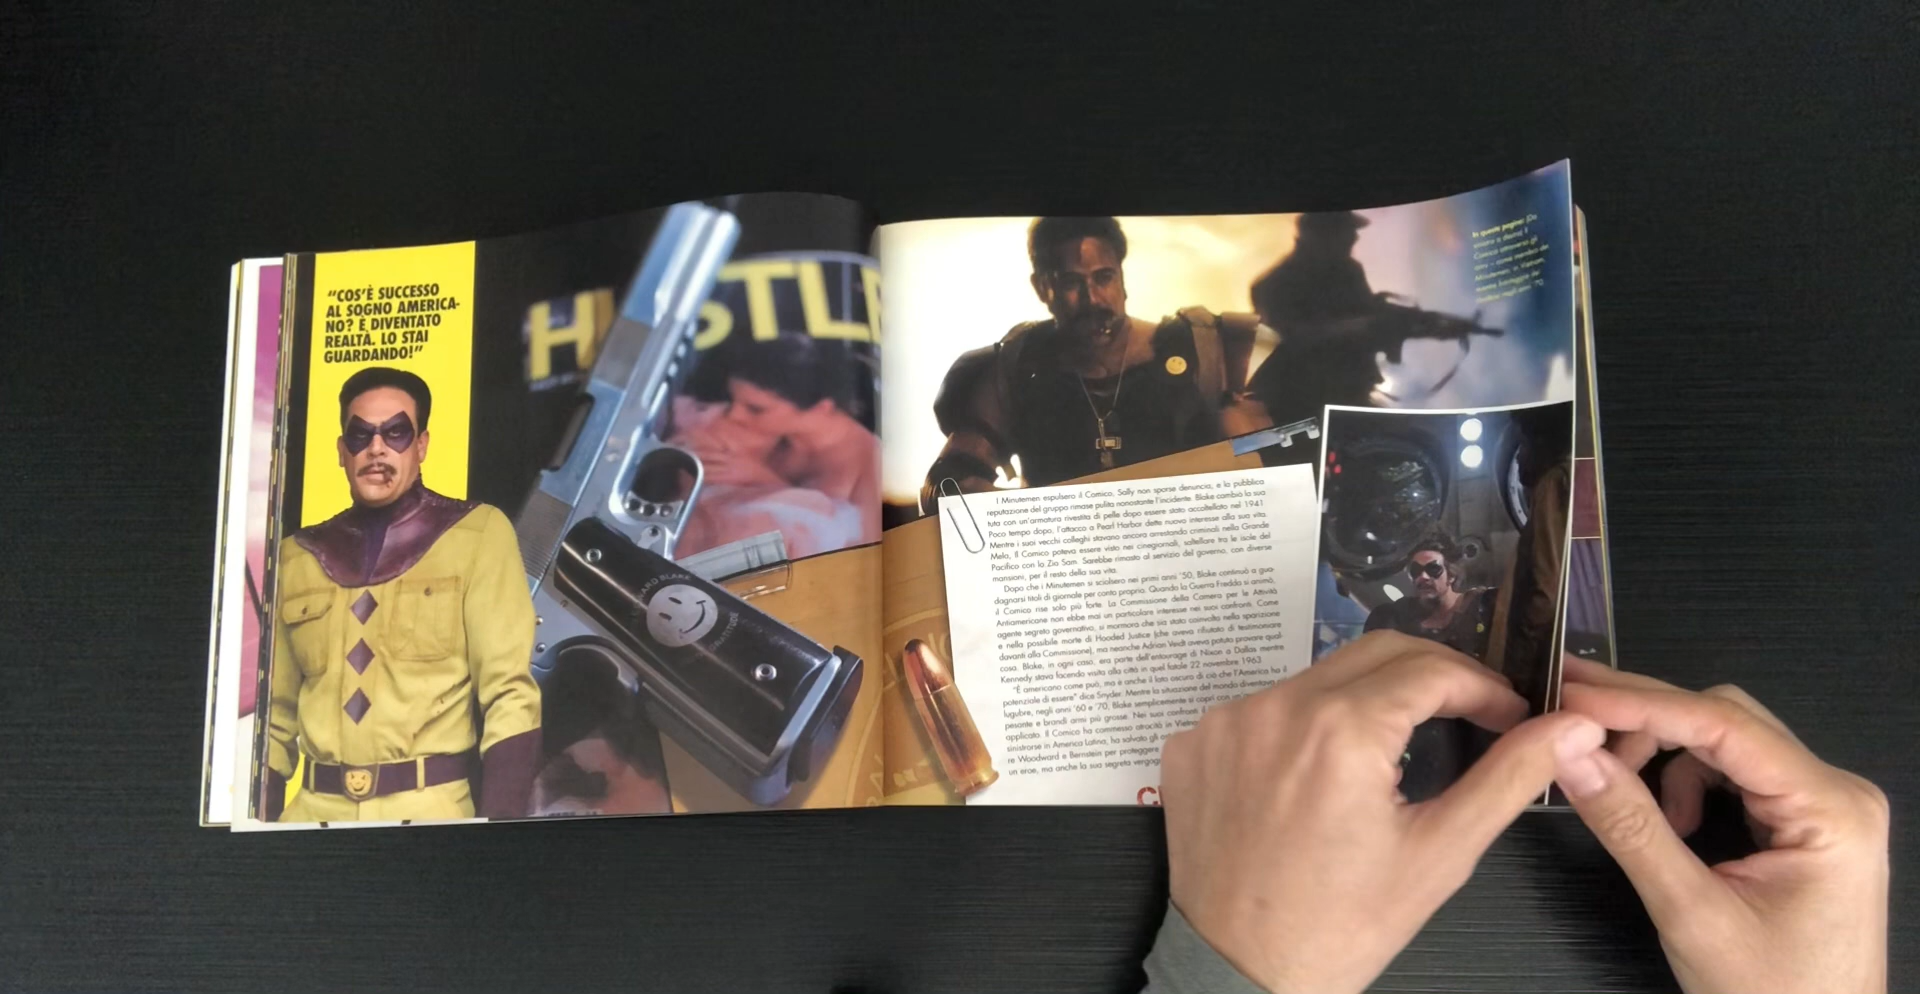 “COS’È SUCCESSO
AL SOGNO AMERICA-
NO? È DIVENTATO
REALTÀ. LO STAI
GUARDANDO!”
H STLE
In queste pagine: (Da
BLAKE
GRATITUDE
I Minutemen espulsero il Comico. Sally non sporse denuncia, e la pubblica
reputazione del gruppo rimase pulita nonostante l’incidente. Blake cambiò la sua
tuta con un’armatura rivestita di pelle dopo essere stato accoltellato nel 1941
Poco tempo dopo, l’attacco a Pearl Harbor dette nuovo interesse alla sua vita.
Mentre i suoi vecchi colleghi stavano ancora arrestando criminali nella Grande
Mela, il Comico poteva essere visto nei cinegiornali, saltellare tra le isole del
Pacifico con lo Zio Sam. Sarebbe rimasto al servizio del governo, con diverse
mansioni, per il resto della sua vita.
Dopo che i Minutemen si sciolsero nei primi anni ’50, Blake continuò a gua-
dagnarsi titoli di giornale per conto proprio. Quando la Guerra Fredda si animò,
il Comico rise solo più forte. La Commissione della Camera per le Attività
Antiamericane non ebbe mai un particolare interesse nei suoi confronti. Come
agente segreto governativo, si mormora che sia stato coinvolto nella sparizione
e nella possibile morte di Hooded Justice (che aveva rifiutato di testimoniare
davanti alla Commissione), ma neanche Adrian Veidt aveva potuto provare qual-
cosa. Blake, in ogni caso, era parte dell’entourage di Nixon a Dallas mentre
Kennedy stava facendo visita alla città in quel fatale 22 novembre 1963.
“È americano come può, ma è anche il lato oscuro di ciò che l’America ha il
potenziale di essere” dice Snyder. Mentre la situazione del mondo diventava
lugubre, negli anni ’60 e ’70, Blake semplicemente si coprì con un
pesante e brandì armi più grosse. Nei suoi confronti
applicato. Il Comico ha commesso atrocità in Vietnam
sinistrorse in America Latina, ha salvato gli
re Woodward e Bernstein per proteggere
un eroe, ma anche la sua segreta vergog